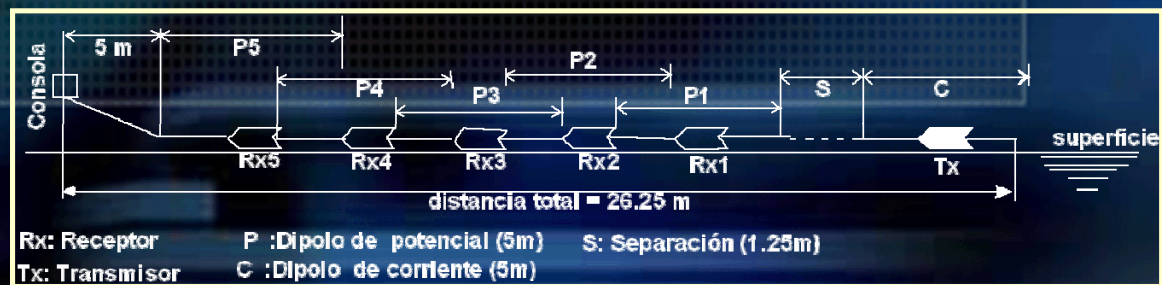 5 m
P5
P2
Consola
P4
P3
P1
S
C
Rx5
Rx4
Rx3
Rx2
Rx1
Tx
superficie
distancia total = 26.25 m
Rx: Receptor
P :Dipolo de potencial (5m)
S: Separación (1.25m)
Tx: Transmisor
C :Dipolo de corriente (5m)